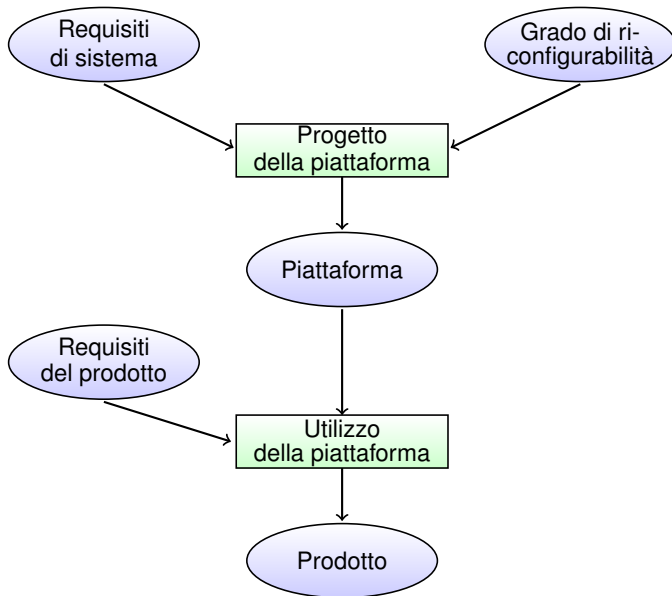 Requisiti
di sistema
Grado di ri-
configurabilità
Progetto
della piattaforma
Piattaforma
Requisiti
del prodotto
Utilizzo
della piattaforma
Prodotto